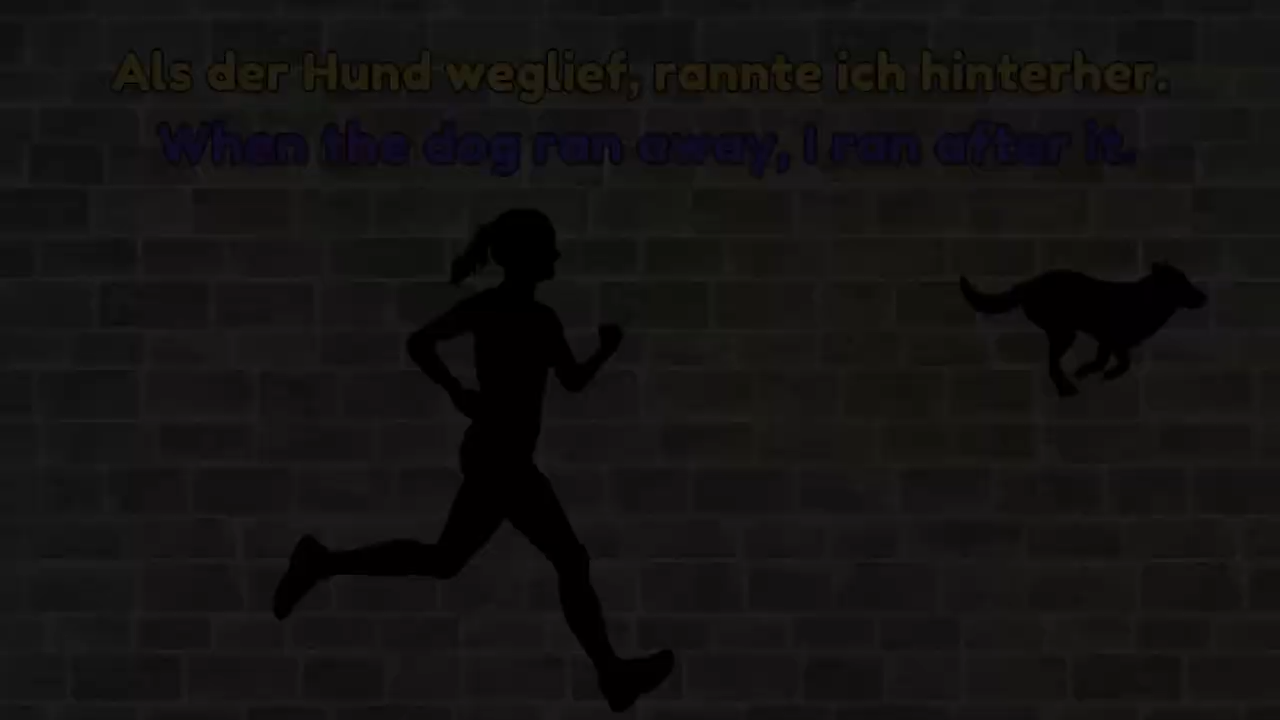 Als der Hund weglief, rannte ich hinterher.
When the dog ran away, I ran after it.